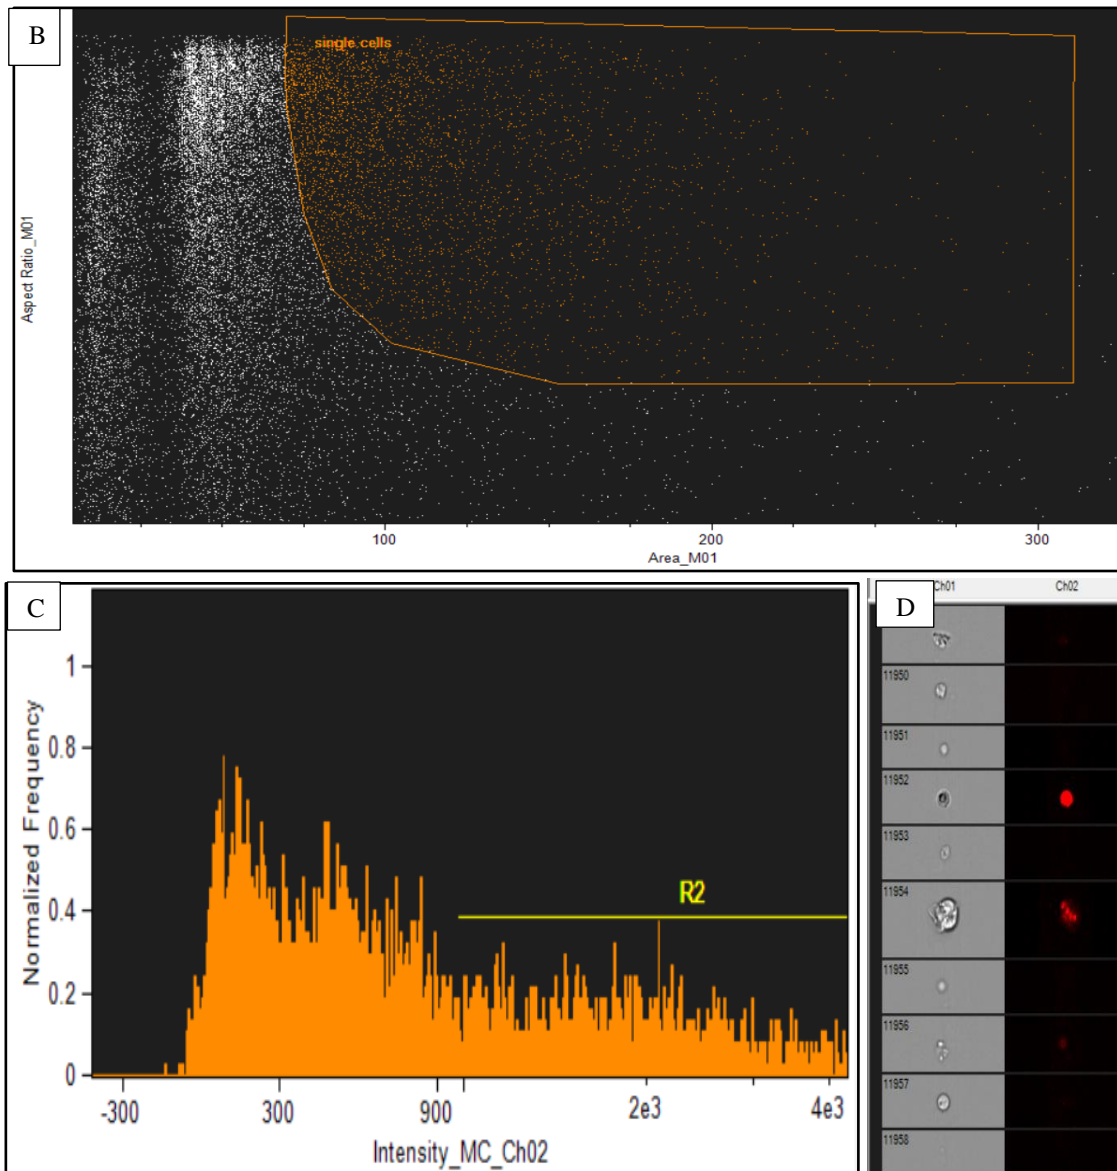 B
single cells
Aspect Ratio_M01
100
200
300
Area_M01
C
1
0.8
0.6
0.4
0.2
0
Normalized Frequency
R2
-300
300
900
2e3
4e3
Intensity_MC_Ch02
D
Ch01
Ch02
11950
11951
11952
11953
11954
11955
11956
11957
11958